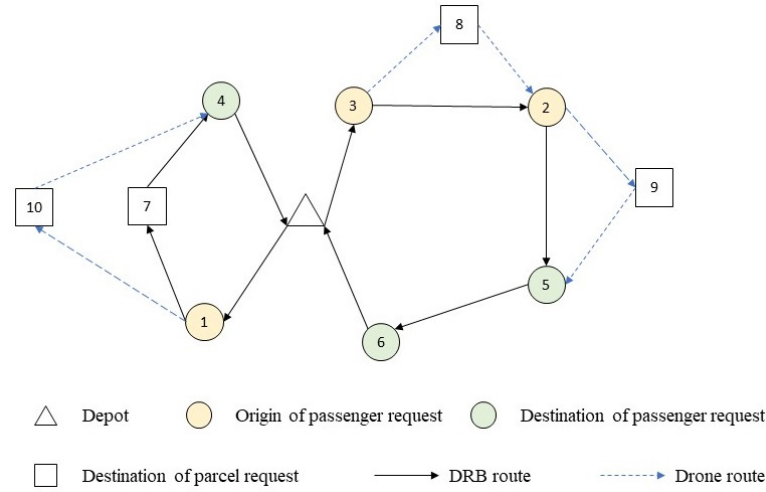 8
4
3
2
10
7
9
1
5
6
Depot
Origin of passenger request
Destination of passenger request
Destination of parcel request
DRB route
Drone route